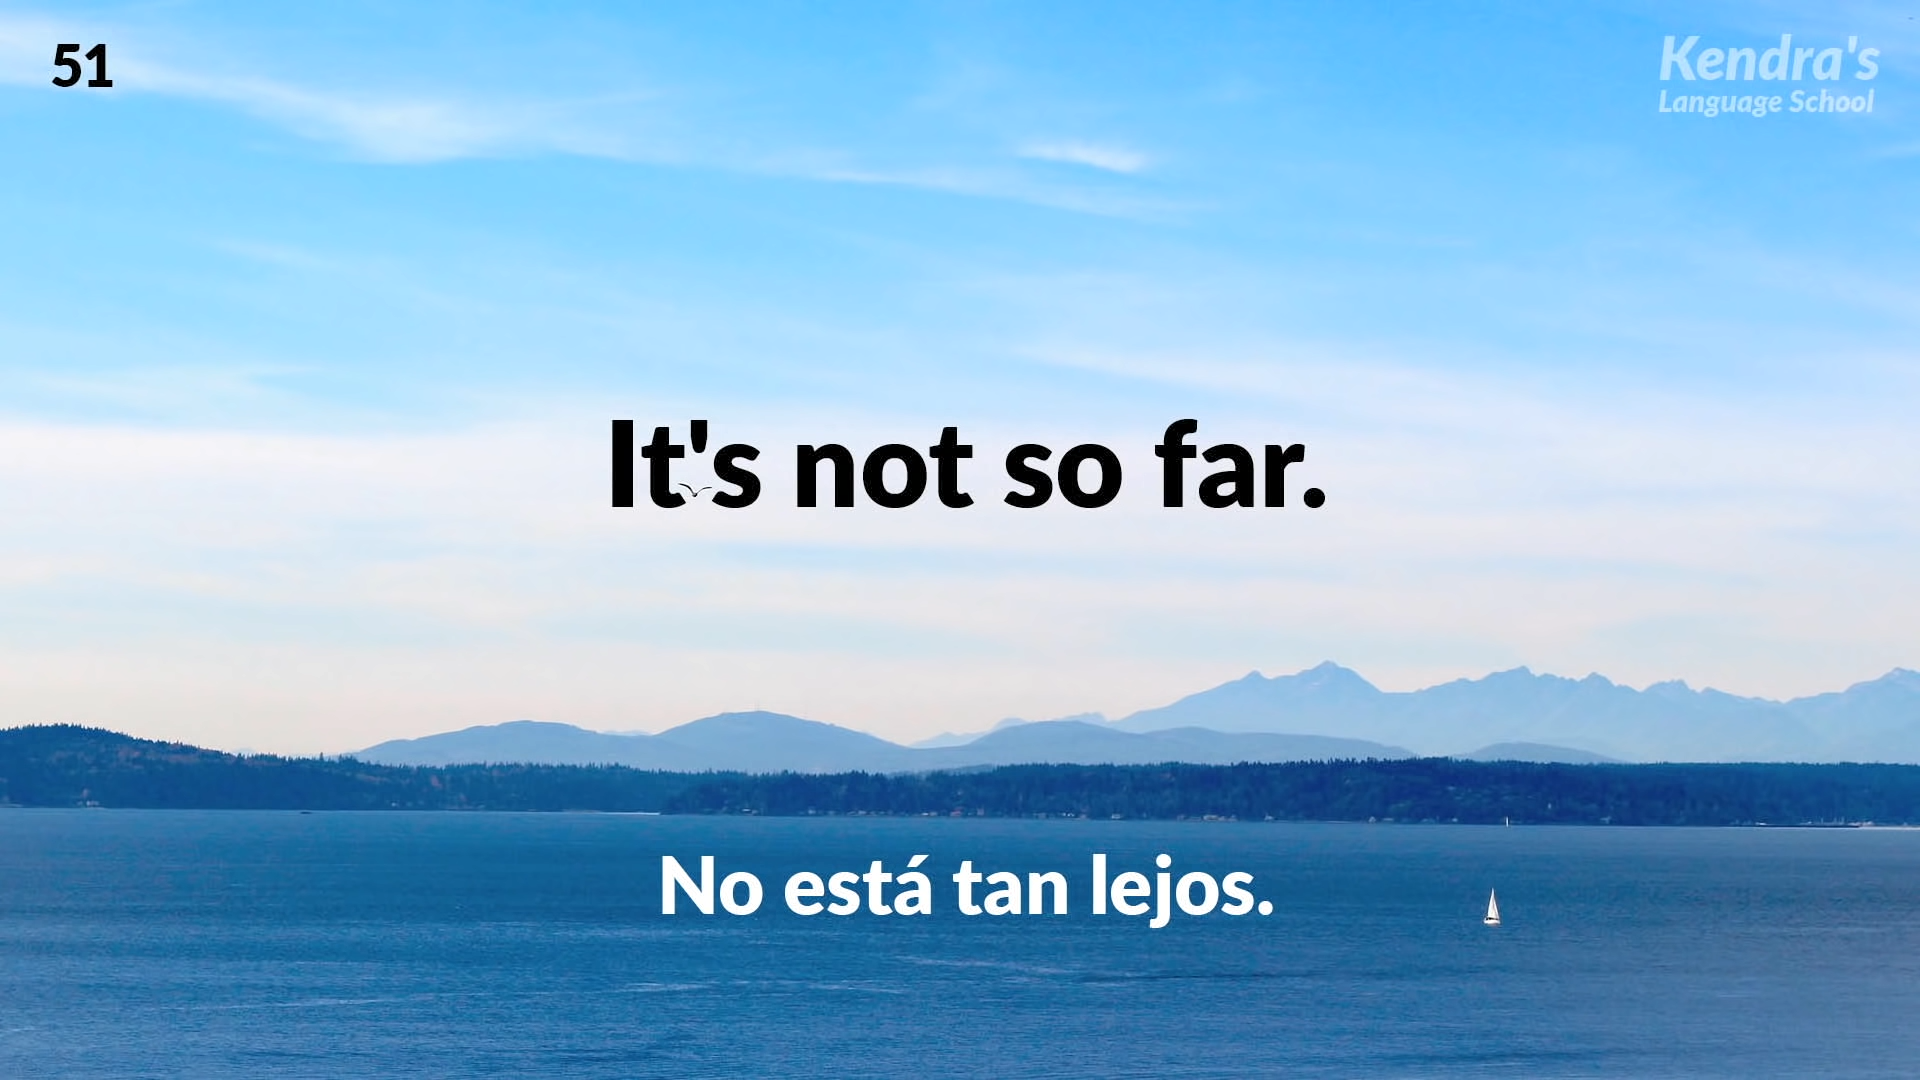 51
Kendra's
Language School
It's not so far.
No está tan lejos.